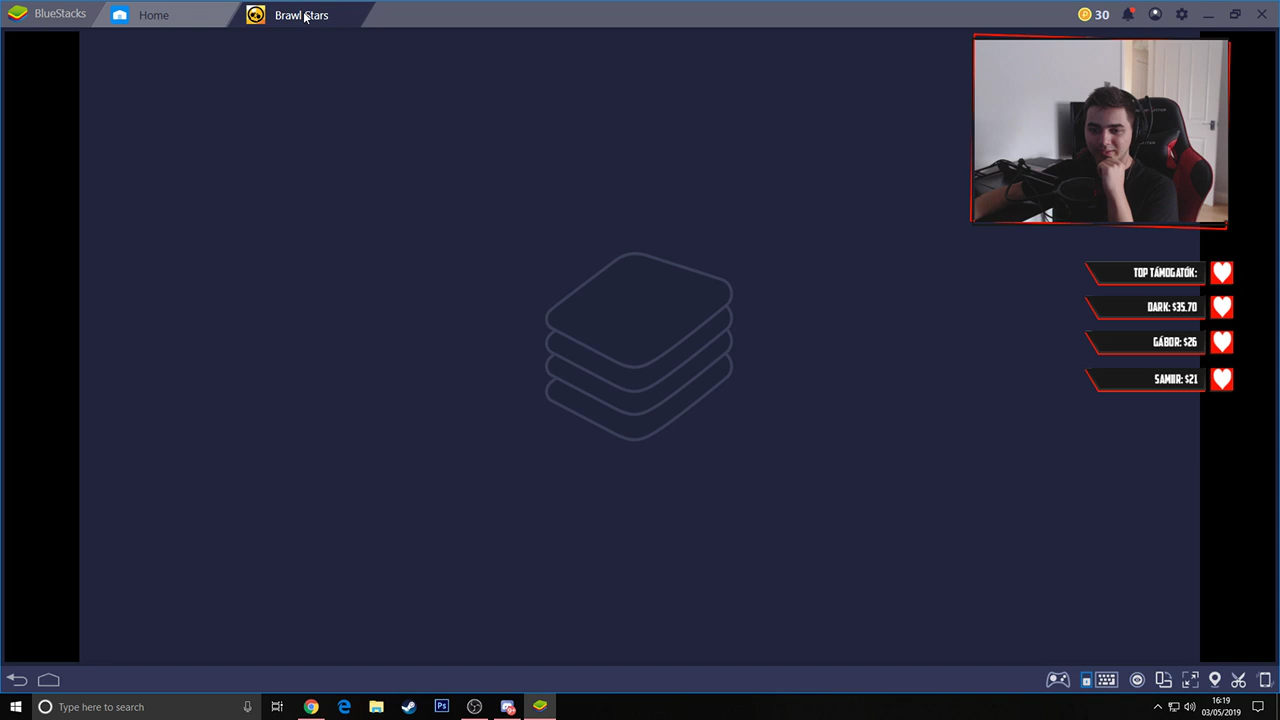 BlueStacks
Home
Brawl Stars
30
TOP TÁMOGATÓK:
DARK: $35.70
GÁBOR: $26
SAMIIR: $21
Type here to search
Ps
16:19
03/05/2019